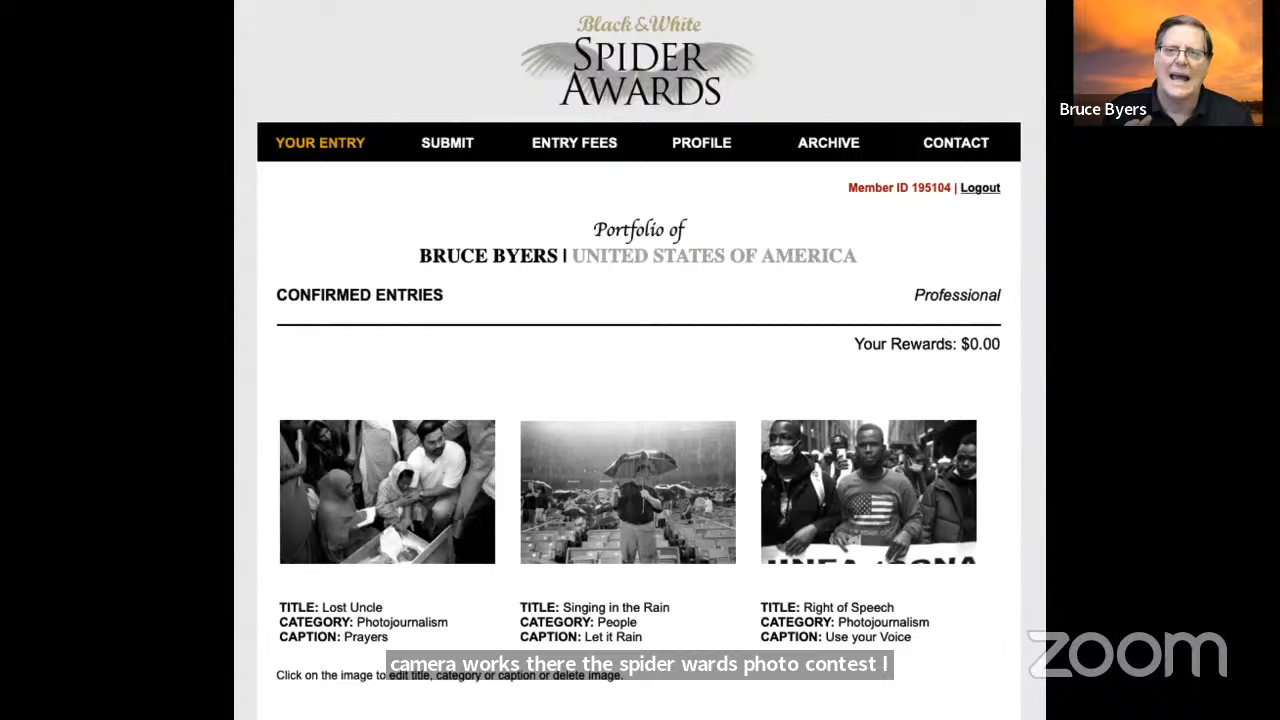 Black & White
SPIDER
AWARDS
Bruce Byers
YOUR ENTRY SUBMIT ENTRY FEES PROFILE ARCHIVE CONTACT
Member ID 195104 | Logout
Portfolio of
BRUCE BYERS | UNITED STATES OF AMERICA
CONFIRMED ENTRIES Professional
Your Rewards: $0.00
TITLE: Lost Uncle
CATEGORY: Photojournalism
CAPTION: Prayers
TITLE: Singing in the Rain
CATEGORY: People
CAPTION: Let it Rain
TITLE: Right of Speech
CATEGORY: Photojournalism
CAPTION: Use your Voice
camera works there the spider wards photo contest I
Click on the image to edit title, category or caption or delete image.
zoom